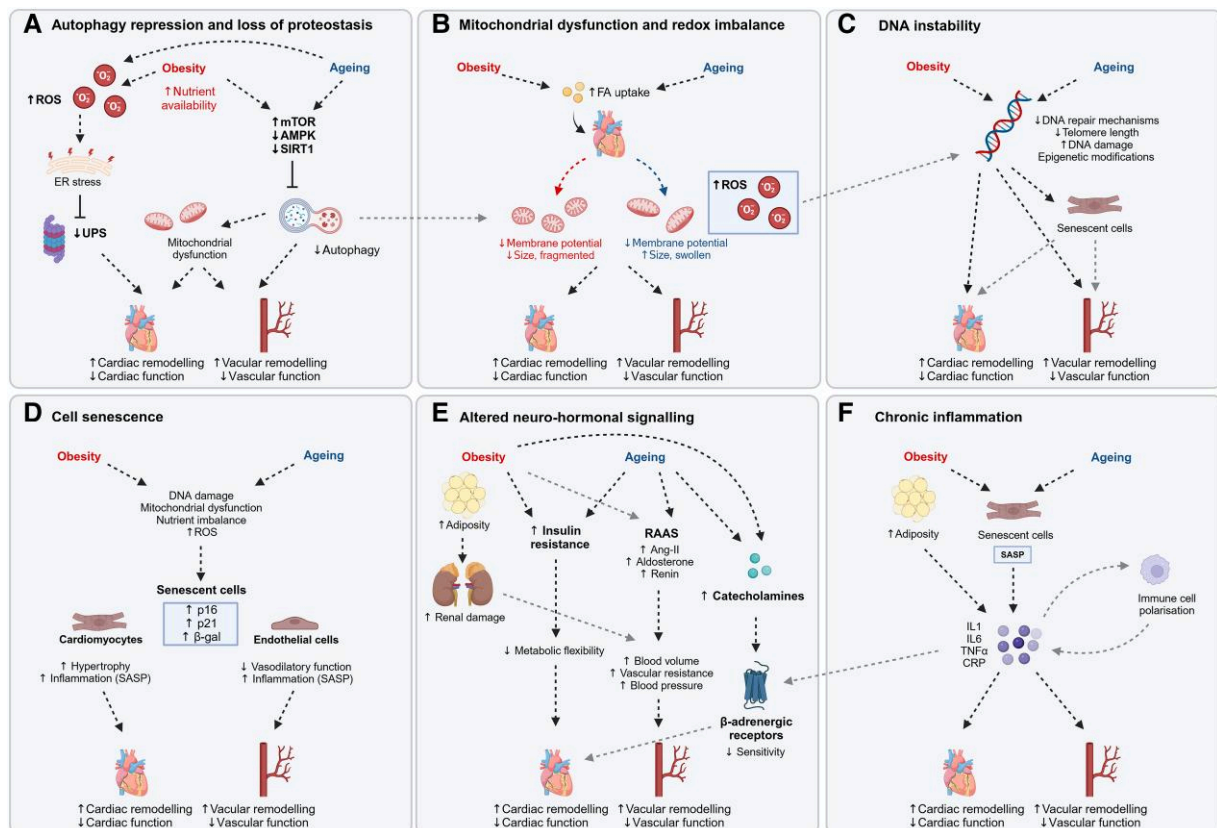 A Autophagy repression and loss of proteostasis
Obesity
Ageing
↑ROS
•O₂⁻
•O₂⁻
•O₂⁻
↑Nutrient
availability
↑mTOR
↓AMPK
↓SIRT1
ER stress
↓UPS
Mitochondrial
dysfunction
↓Autophagy
↑Cardiac remodelling
↓Cardiac function
↑Vacular remodelling
↓Vascular function
B Mitochondrial dysfunction and redox imbalance
Obesity
Ageing
↑FA uptake
↑ROS
•O₂⁻
•O₂⁻
•O₂⁻
↓Membrane potential
↓Size, fragmented
↓Membrane potential
↑Size, swollen
↑Cardiac remodelling
↓Cardiac function
↑Vacular remodelling
↓Vascular function
C DNA instability
Obesity
Ageing
↓DNA repair mechanisms
↓Telomere length
↑DNA damage
Epigenetic modifications
Senescent cells
↑Cardiac remodelling
↓Cardiac function
↑Vacular remodelling
↓Vascular function
D Cell senescence
Obesity
Ageing
DNA damage
Mitochondrial dysfunction
Nutrient imbalance
↑ROS
Senescent cells
↑ p16
↑ p21
↑ β-gal
Cardiomyocytes
↑ Hypertrophy
↑ Inflammation (SASP)
Endothelial cells
↓ Vasodilatory function
↑ Inflammation (SASP)
↑Cardiac remodelling
↓Cardiac function
↑Vacular remodelling
↓Vascular function
E Altered neuro-hormonal signalling
Obesity
Ageing
↑Adiposity
↑ Renal damage
↑ Insulin
resistance
↓ Metabolic flexibility
RAAS
↑ Ang-II
↑ Aldosterone
↑ Renin
↑ Blood volume
↑ Vascular resistance
↑ Blood pressure
↑ Catecholamines
β-adrenergic
receptors
↓ Sensitivity
↑Cardiac remodelling
↓Cardiac function
↑Vacular remodelling
↓Vascular function
F Chronic inflammation
Obesity
Ageing
↑Adiposity
Senescent cells
SASP
Immune cell
polarisation
IL1
IL6
TNFα
CRP
↑Cardiac remodelling
↓Cardiac function
↑Vacular remodelling
↓Vascular function